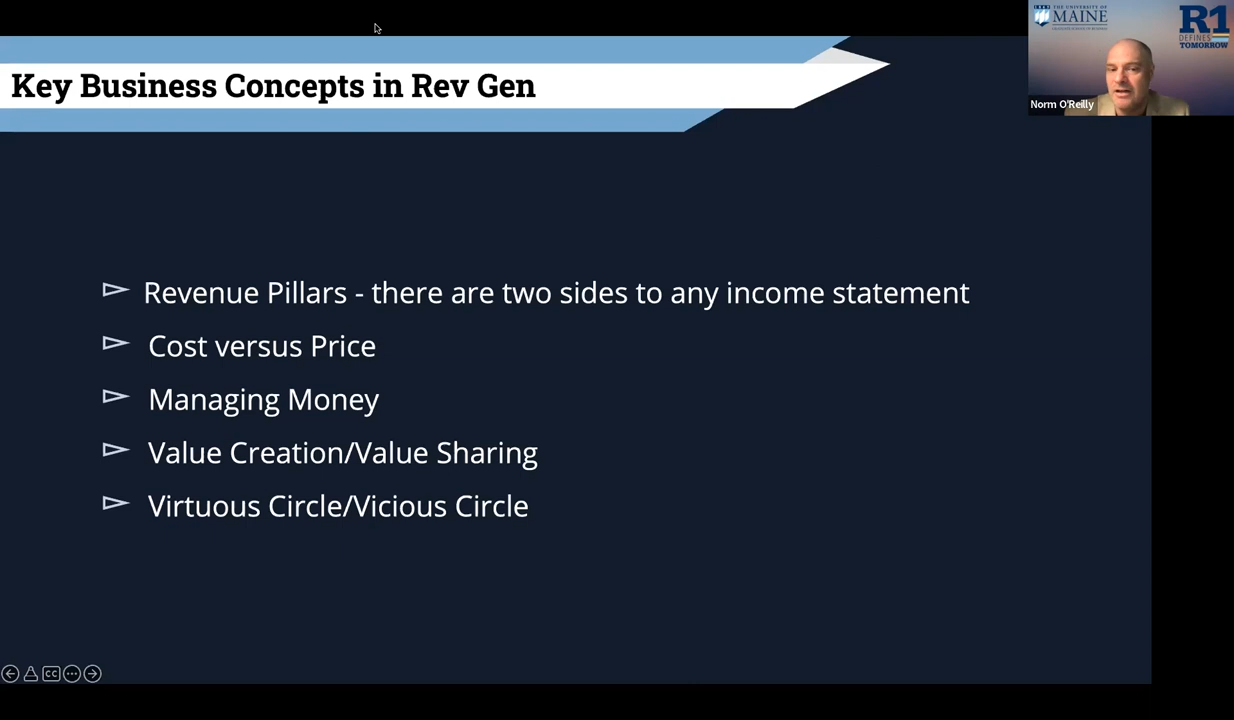 Key Business Concepts in Rev Gen
Revenue Pillars - there are two sides to any income statement
Cost versus Price
Managing Money
Value Creation/Value Sharing
Virtuous Circle/Vicious Circle
THE UNIVERSITY OF
MAINE
R1
DEFINES
TOMORROW
Norm O'Reilly
CC